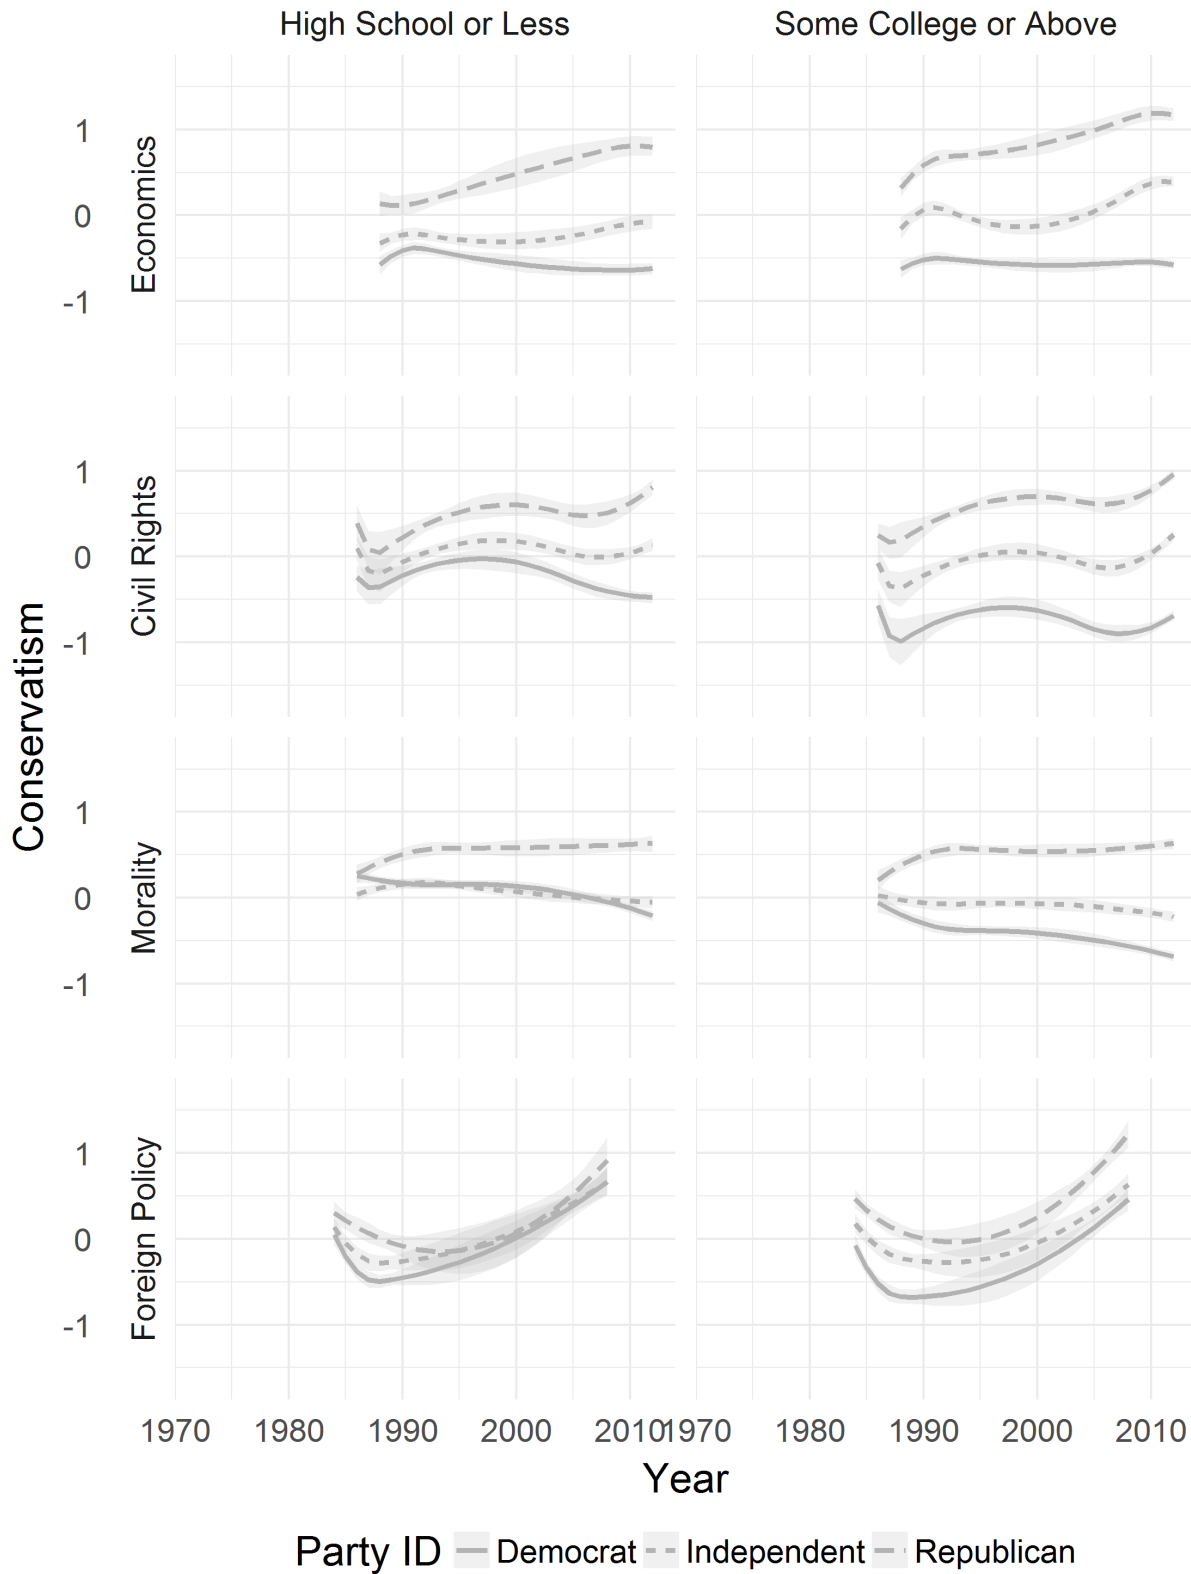 High School or Less
Some College or Above
Conservatism
Economics
1
0
-1
Civil Rights
1
0
-1
Morality
1
0
-1
Foreign Policy
1
0
-1
1970 1980 1990 2000 2010 1970 1980 1990 2000 2010
Year
Party ID Democrat Independent Republican